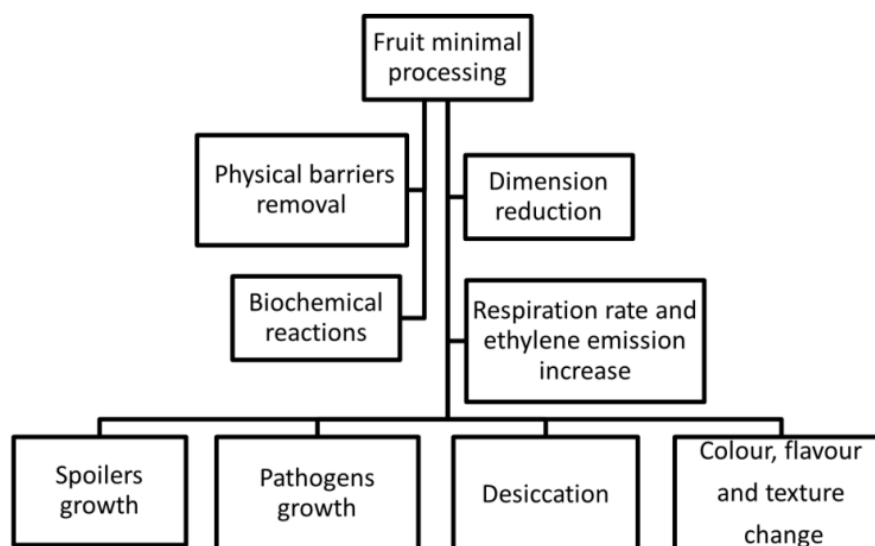 Fruit minimal
processing
Physical barriers
removal
Dimension
reduction
Biochemical
reactions
Respiration rate and
ethylene emission
increase
Spoilers
growth
Pathogens
growth
Desiccation
Colour, flavour
and texture
change